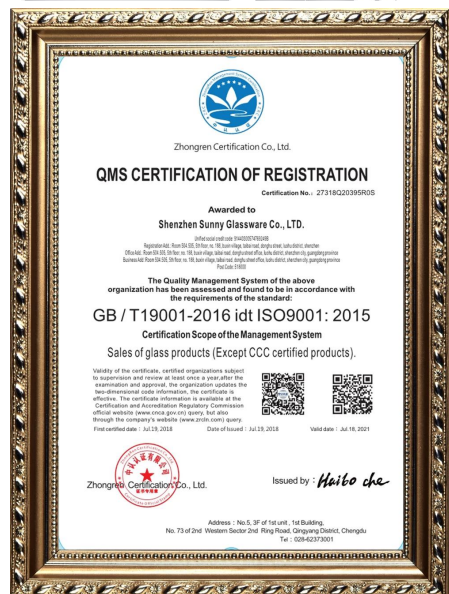 Zhongren Certification Co., Ltd.
QMS CERTIFICATION OF REGISTRATION
Certification No.: 27318Q20395R0S
Awarded to
Shenzhen Sunny Glassware Co., LTD.
The Quality Management System of the above
organization has been assessed and found to be in accordance with
the requirements of the standard:
GB / T19001-2016 idt ISO9001: 2015
Certification Scope of the Management System
Sales of glass products (Except CCC certified products).
Validity of the certificate, certified organizations subject
to supervision and review at least once a year.after the
examination and approval, the organization updates the
two-dimensional code information, the certificate is
effective. The certificate information is available at the
Certification and Accreditation Regulatory Commission
official website (www.cnca.gov.cn) query, but also
through the company's website (www.zrcln.com) query.
First certified date : Jul.19, 2018
Date of Issued : Jul.19, 2018
Valid date : Jul.18, 2021
Zhongren Certification Co., Ltd.
Issued by : Haibo che
Address : No.5, 3F of 1st unit , 1st Building,
No. 73 of 2nd Western Sector 2nd Ring Road, Qingyang District, Chengdu
Tel : 028-62373001